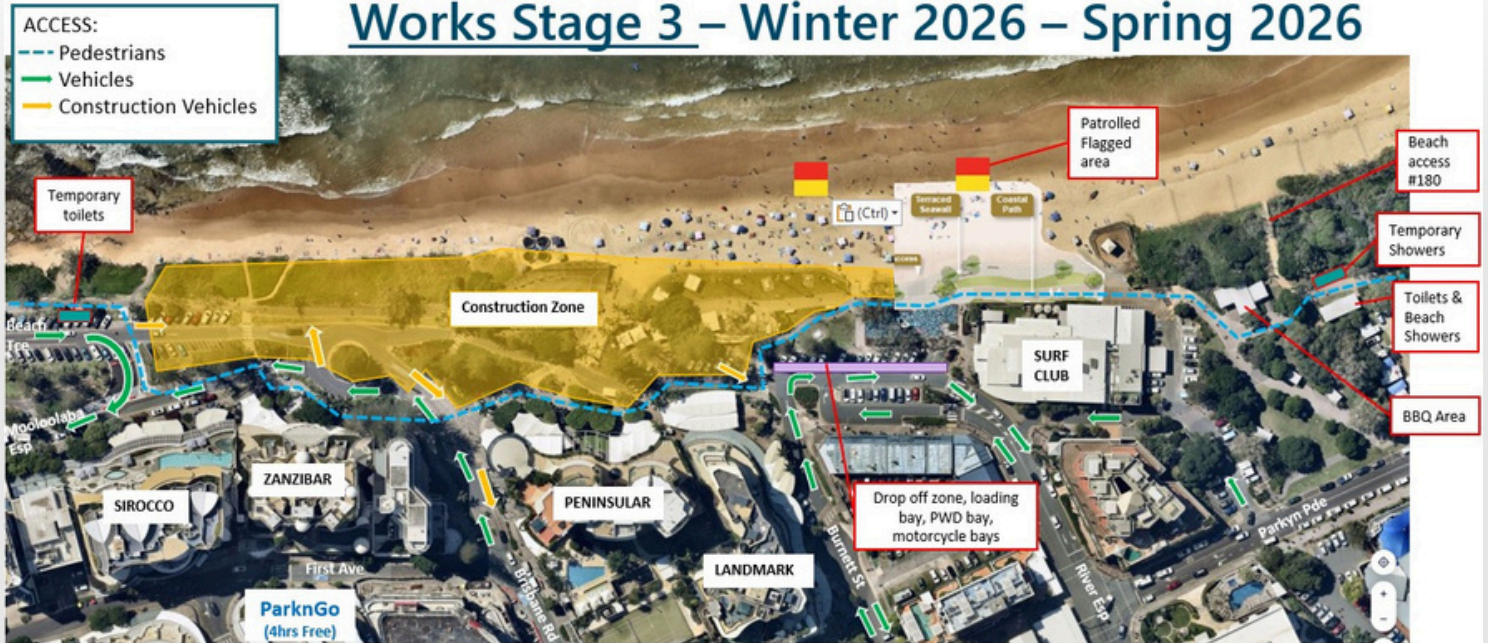 Works Stage 3 – Winter 2026 – Spring 2026
ACCESS:
Pedestrians
Vehicles
Construction Vehicles
Patrolled
Flagged
area
Beach
access
#180
Temporary
toilets
Terraced
Seawall
Coastal
Path
(Ctrl)
Temporary
Showers
Construction Zone
Toilets &
Beach
Showers
Beach
Tce
SURF
CLUB
BBQ Area
Mooloolaba
Esp
ZANZIBAR
SIROCCO
PENINSULAR
Drop off zone, loading
bay, PWD bay,
motorcycle bays
Parkyn Pde
Burnett St
LANDMARK
First Ave
Brisbane Rd
River Esp
ParknGo
(4hrs Free)